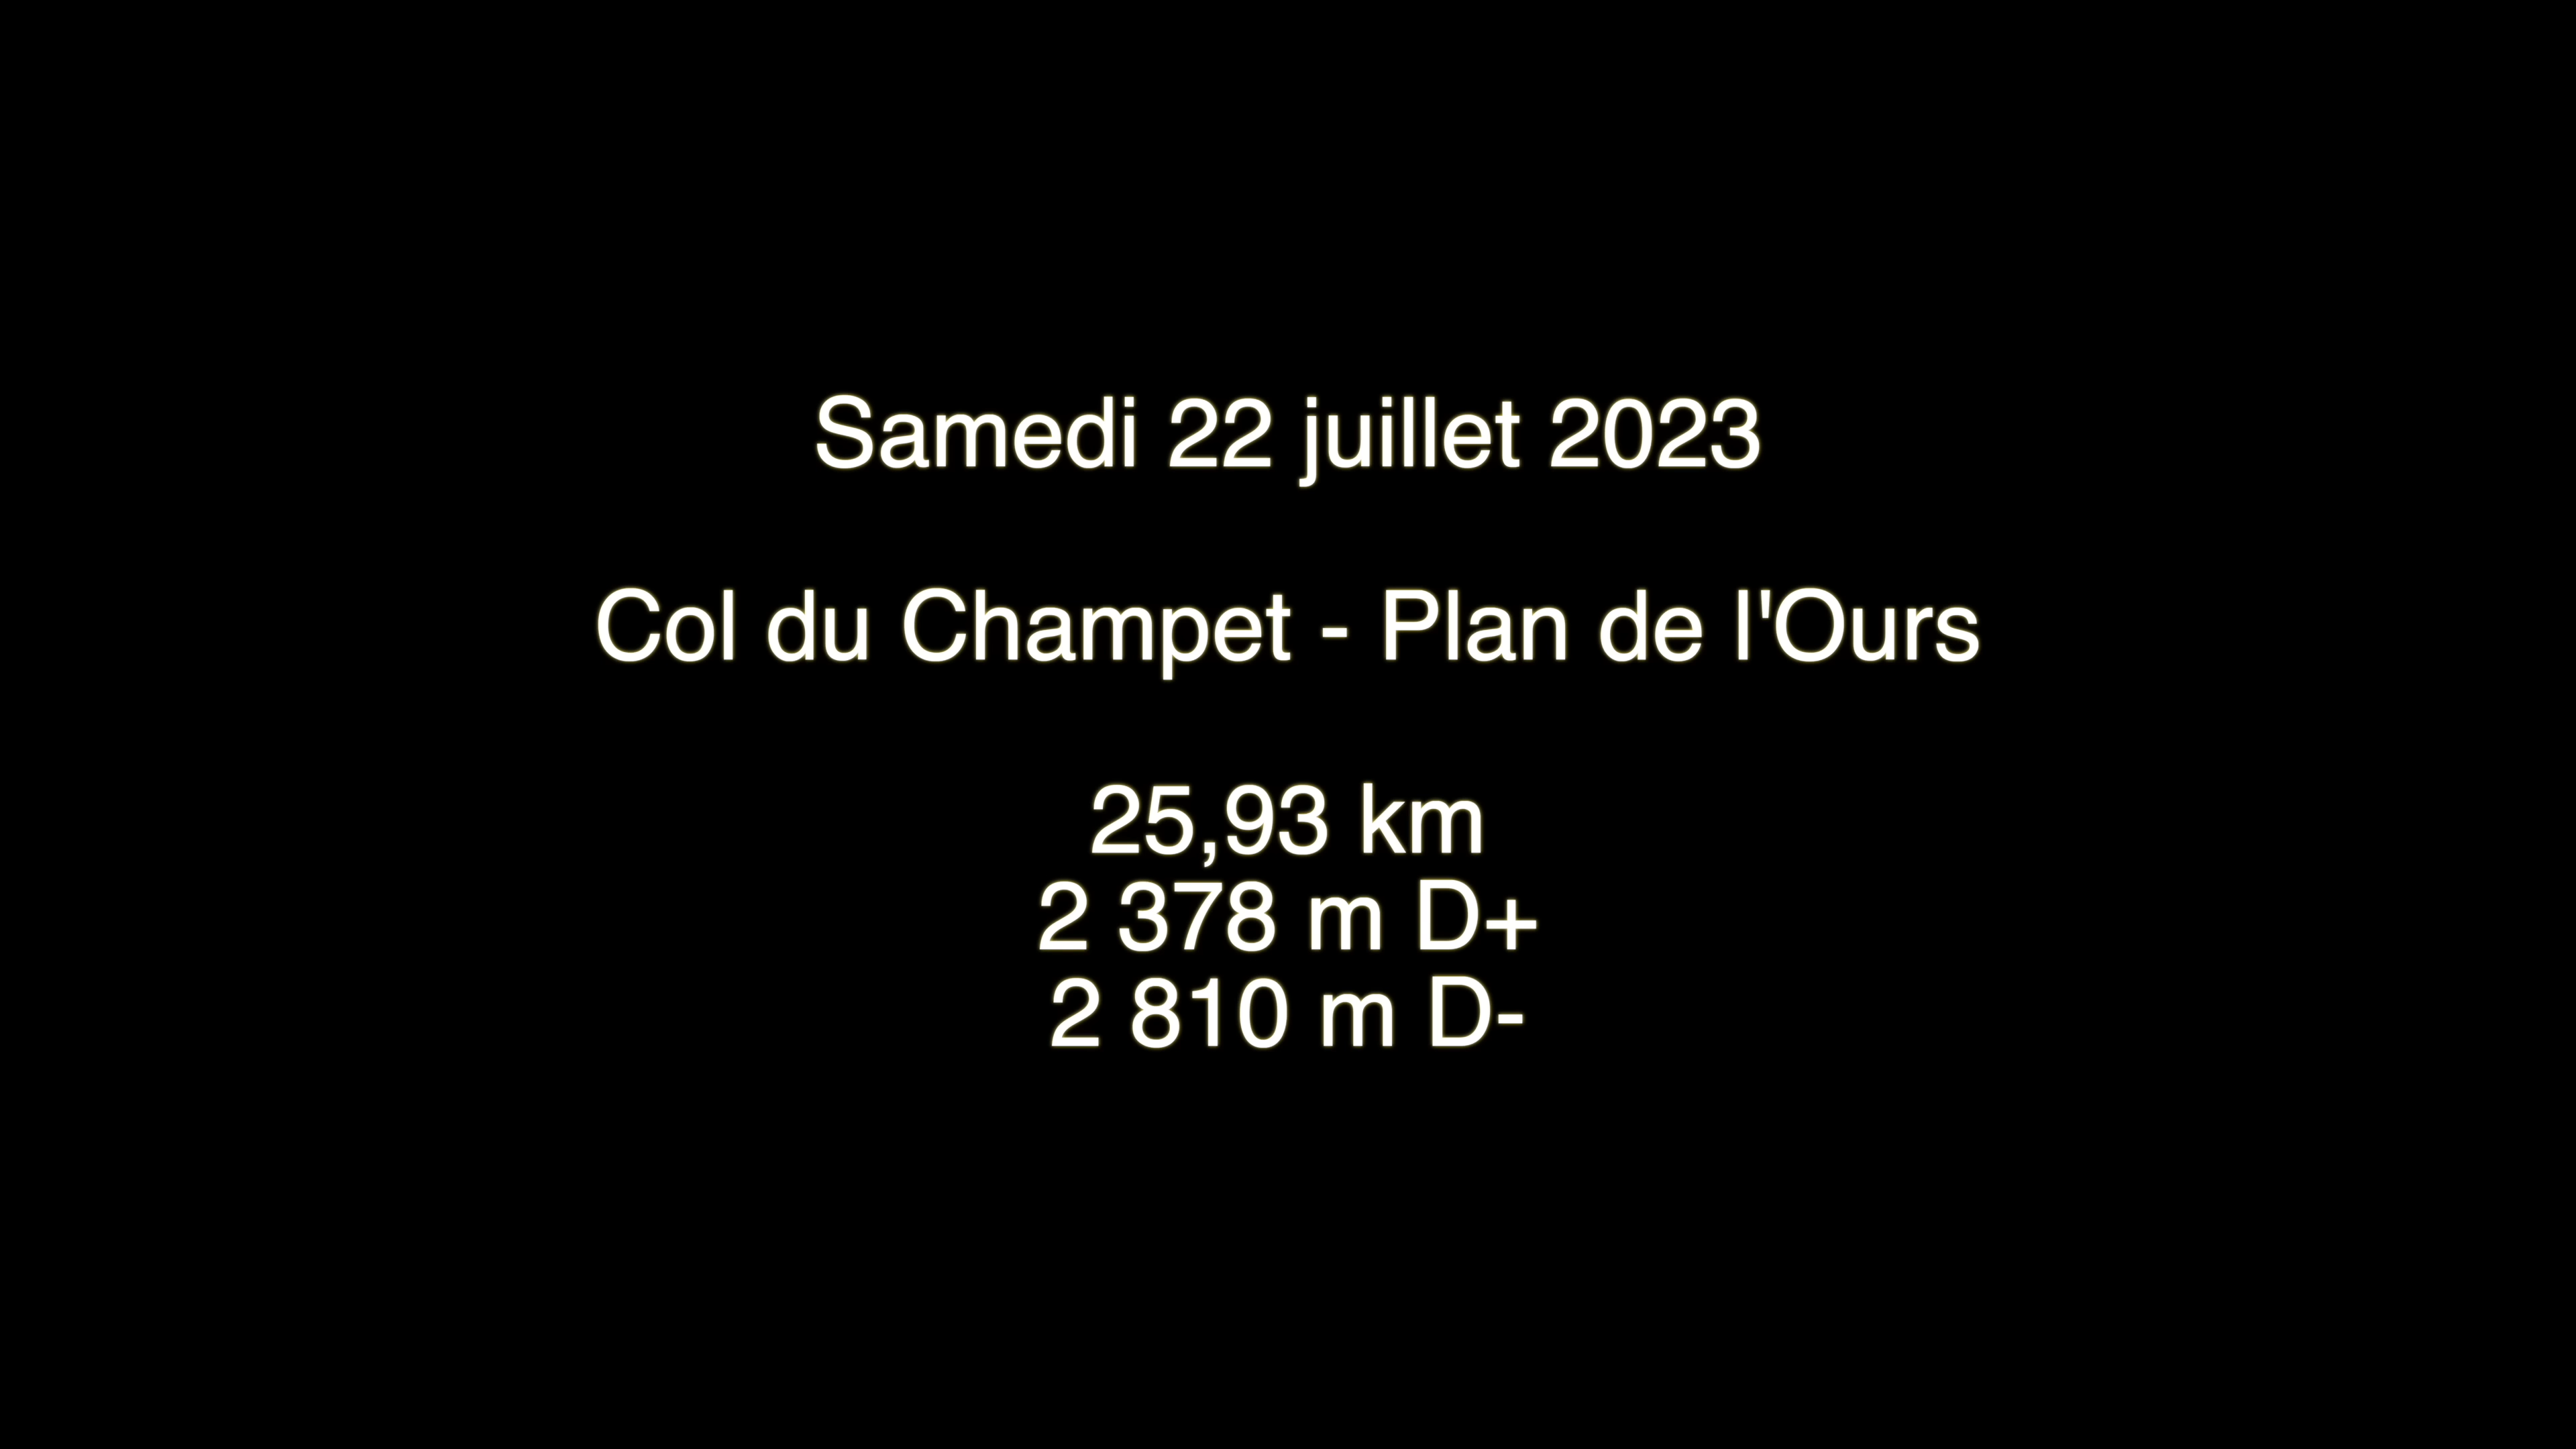 Samedi 22 juillet 2023
Col du Champet - Plan de l'Ours
25,93 km
2 378 m D+
2 810 m D-